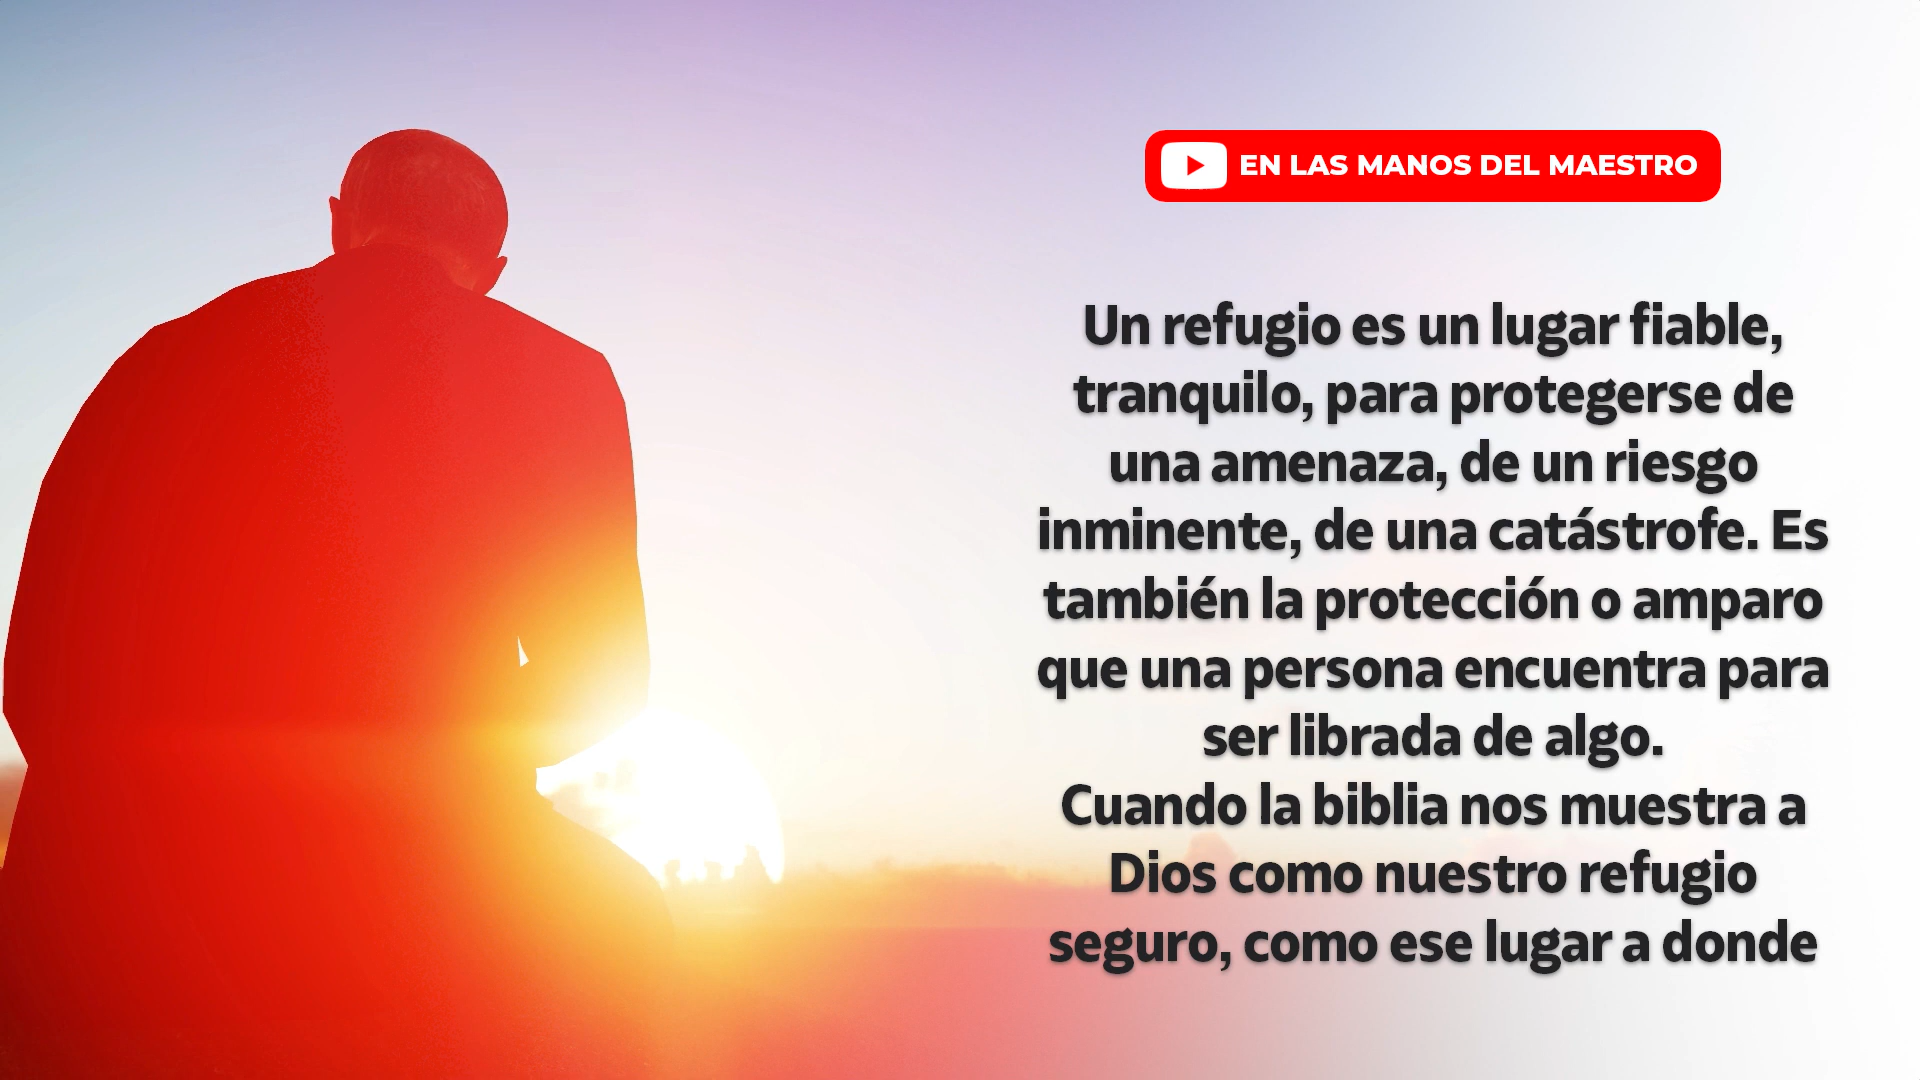 EN LAS MANOS DEL MAESTRO
Un refugio es un lugar fiable,
tranquilo, para protegerse de
una amenaza, de un riesgo
inminente, de una catástrofe. Es
también la protección o amparo
que una persona encuentra para
ser librada de algo.
Cuando la biblia nos muestra a
Dios como nuestro refugio
seguro, como ese lugar a donde